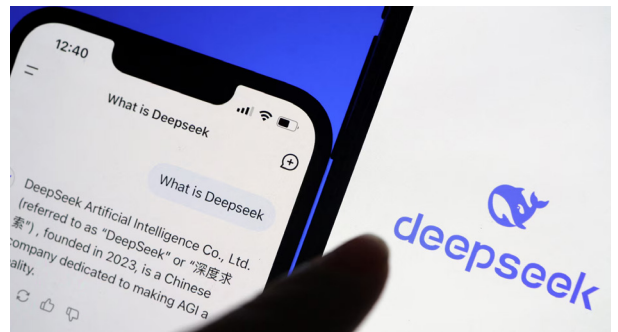 12:40
What is Deepseek
What is Deepseek
DeepSeek Artificial Intelligence Co., Ltd.
(referred to as "DeepSeek" or "深度求
索"), founded in 2023, is a Chinese
company dedicated to making AGI a
ality.
deepseek